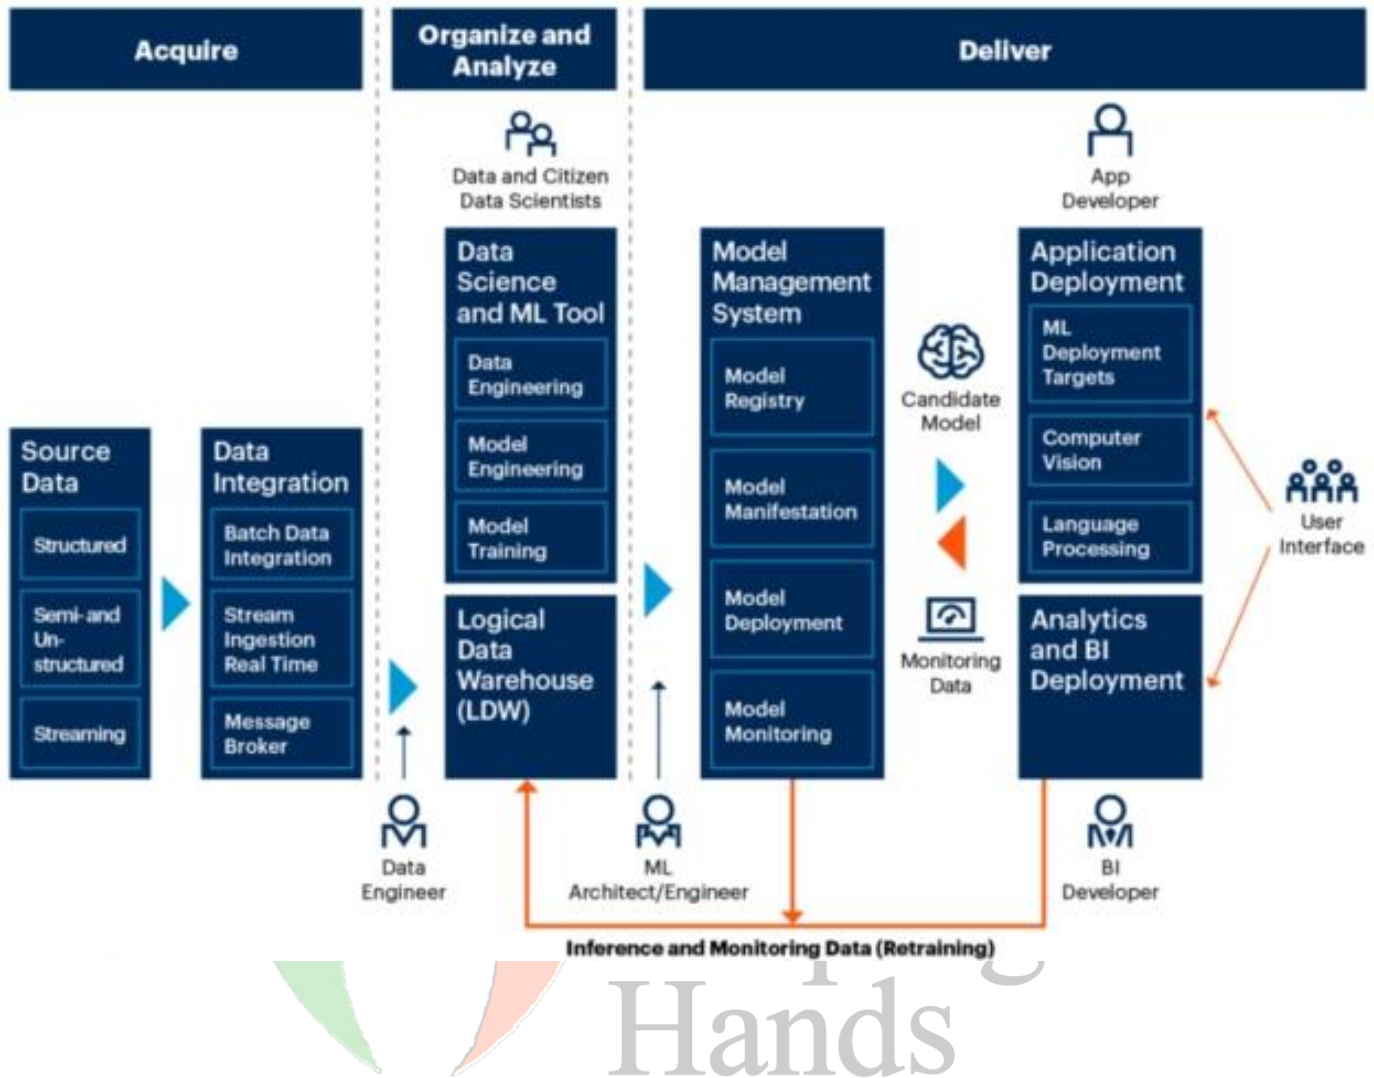 Acquire
Organize and
Analyze
Deliver
Data and Citizen
Data Scientists
App
Developer
Source
Data
Structured
Semi- and
Un-
structured
Streaming
Data
Integration
Batch Data
Integration
Stream
Ingestion
Real Time
Message
Broker
Data
Science
and ML Tool
Data
Engineering
Model
Engineering
Model
Training
Logical
Data
Warehouse
(LDW)
Model
Management
System
Model
Registry
Model
Manifestation
Model
Deployment
Model
Monitoring
Candidate
Model
Monitoring
Data
Application
Deployment
ML
Deployment
Targets
Computer
Vision
Language
Processing
Analytics
and BI
Deployment
User
Interface
Data
Engineer
ML
Architect/Engineer
BI
Developer
Inference and Monitoring Data (Retraining)
Hands